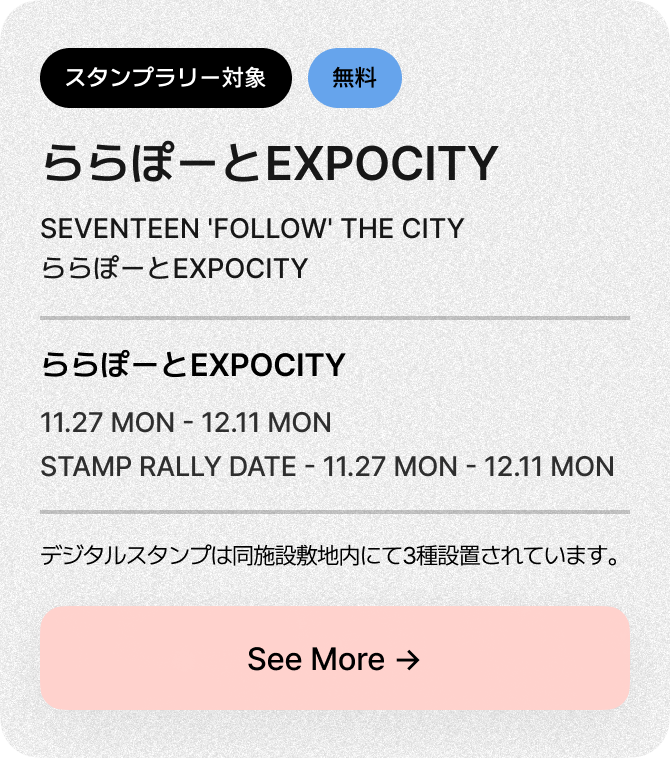 スタンプラリー対象
無料
ららぽーとEXPOCITY
SEVENTEEN 'FOLLOW' THE CITY
ららぽーとEXPOCITY
ららぽーとEXPOCITY
11.27 MON - 12.11 MON
STAMP RALLY DATE - 11.27 MON - 12.11 MON
デジタルスタンプは同施設敷地内にて3種設置されています。
See More →